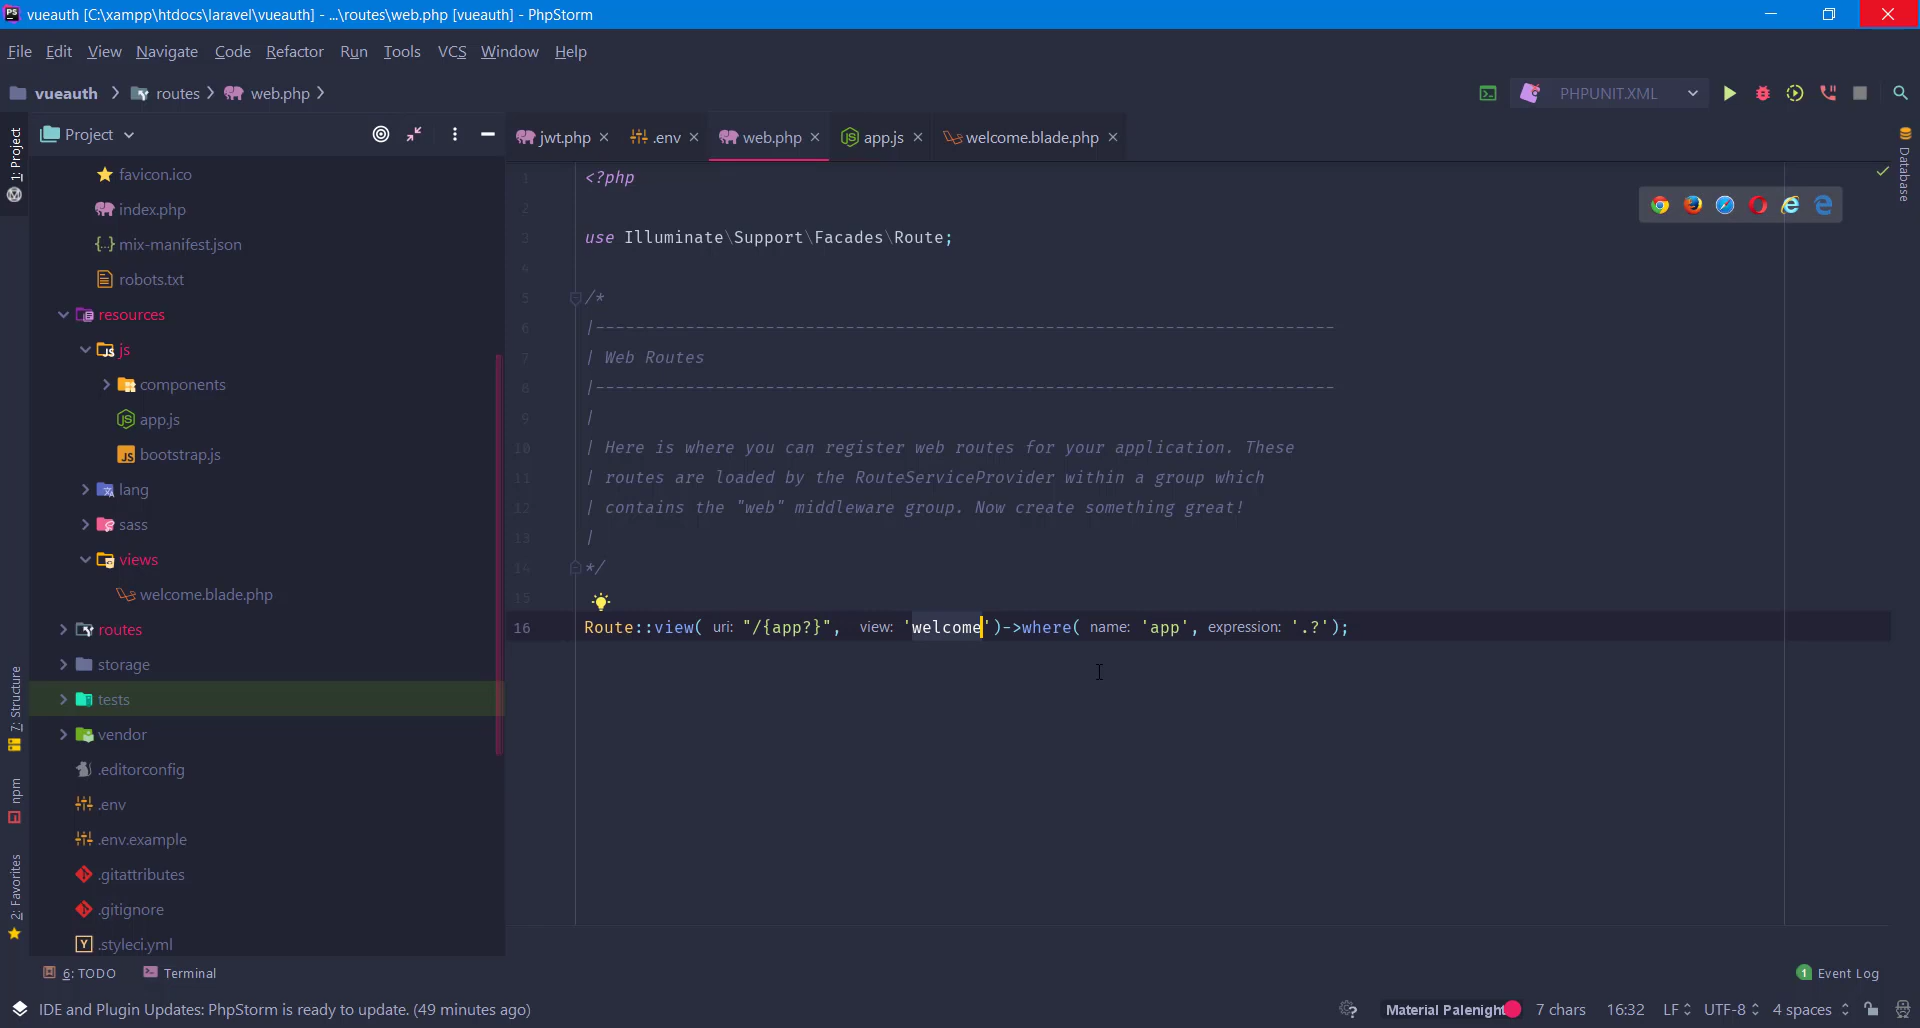 vueauth [C:\xampp\htdocs\laravel\vueauth] - ...\routes\web.php [vueauth] - PhpStorm
File Edit View Navigate Code Refactor Run Tools VCS Window Help
vueauth routes web.php PHPUNIT.XML
1: Project
Project
jwt.php .env web.php app.js welcome.blade.php
Database
favicon.ico
index.php
mix-manifest.json
robots.txt
resources
js
components
app.js
bootstrap.js
lang
sass
views
welcome.blade.php
routes
storage
tests
vendor
.editorconfig
.env
.env.example
.gitattributes
.gitignore
.styleci.yml
7: Structure
npm
2: Favorites
1 <?php
2
3 use Illuminate\Support\Facades\Route;
4
5 /*
6 |--------------------------------------------------------------------------
7 | Web Routes
8 |--------------------------------------------------------------------------
9 |
10 | Here is where you can register web routes for your application. These
11 | routes are loaded by the RouteServiceProvider within a group which
12 | contains the "web" middleware group. Now create something great!
13 |
14 */
15
16 Route::view( uri: "/{app?}", view: 'welcome')->where( name: 'app', expression: '.?');
6: TODO Terminal 1 Event Log
IDE and Plugin Updates: PhpStorm is ready to update. (49 minutes ago) Material Palenight 7 chars 16:32 LF UTF-8 4 spaces